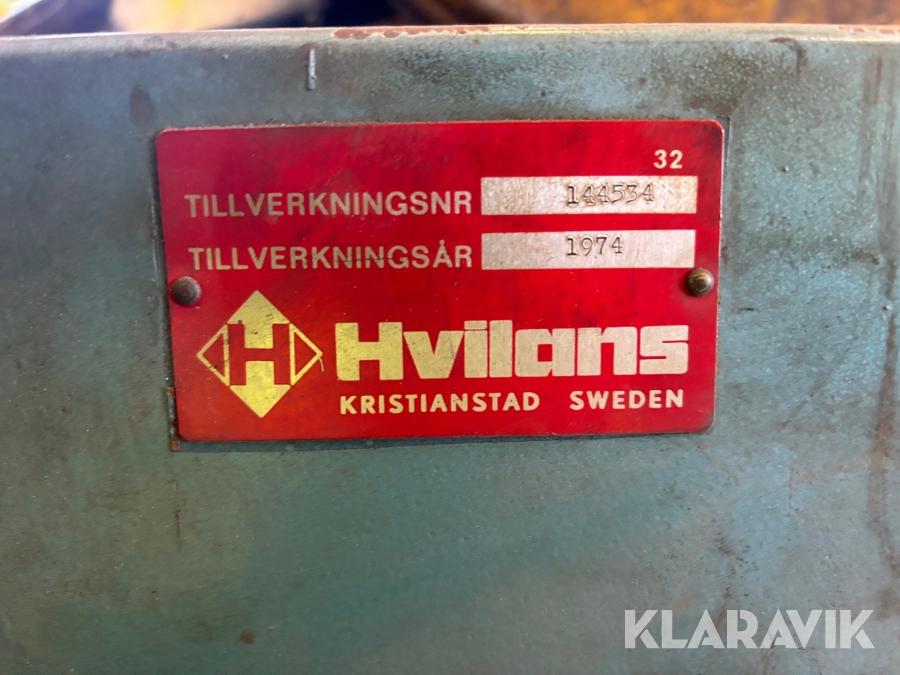 32
TILLVERKNINGSNR 144534
TILLVERKNINGSÅR 1974
H Hvilans
KRISTIANSTAD SWEDEN
KLARAVIK